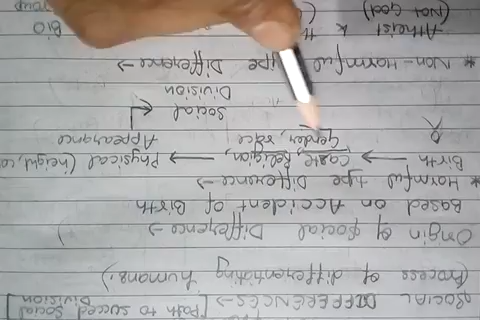 SOCIAL DIFFERENCES → [Path to succeed Social Division]
(Process of differentiating humans)
Origin of Social Difference →
Based on Accident of Birth
* Harmful type Difference →
Birth → Caste, Religion, → Physical (height, co
Gender, race Appearance
Social
Division
* Non-Harmful Type Difference →
Atheist &
(Not God)
Group